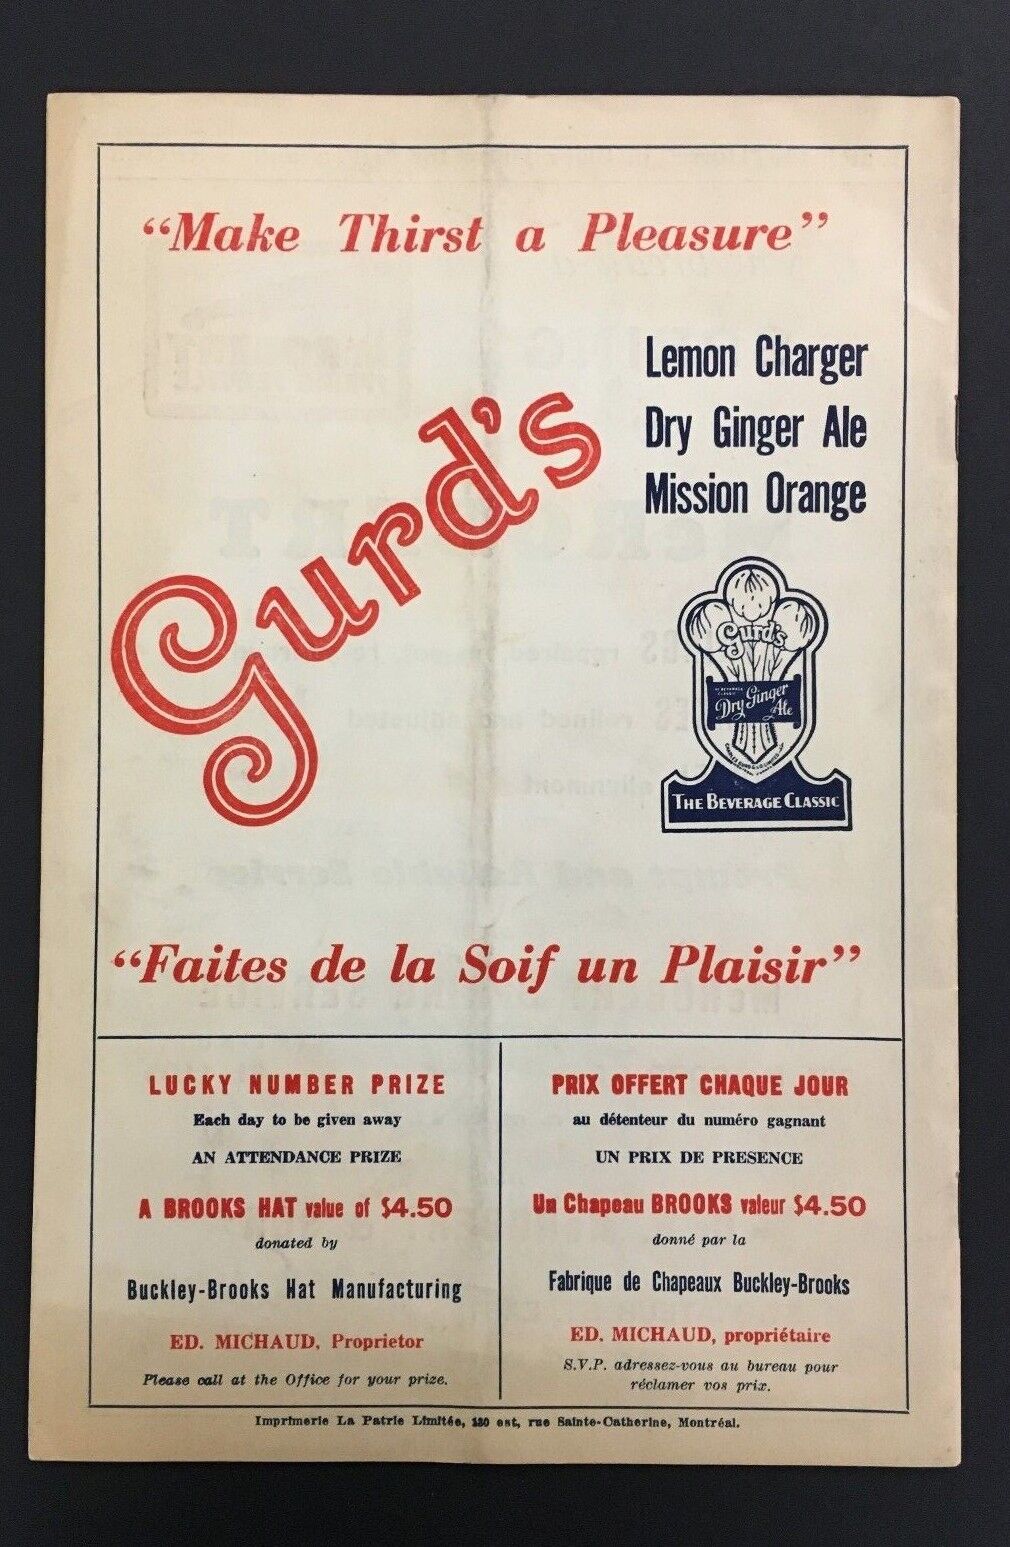 “Make Thirst a Pleasure”
Gurd's
Lemon Charger
Dry Ginger Ale
Mission Orange
Gurd's
Dry Ginger
Ale
THE BEVERAGE CLASSIC
“Faites de la Soif un Plaisir”
LUCKY NUMBER PRIZE
Each day to be given away
AN ATTENDANCE PRIZE
A BROOKS HAT value of $4.50
donated by
Buckley-Brooks Hat Manufacturing
ED. MICHAUD, Proprietor
Please call at the Office for your prize.
PRIX OFFERT CHAQUE JOUR
au détenteur du numéro gagnant
UN PRIX DE PRESENCE
Un Chapeau BROOKS valeur $4.50
donné par la
Fabrique de Chapeaux Buckley-Brooks
ED. MICHAUD, propriétaire
S.V.P. adressez-vous au bureau pour
réclamer vos prix.
Imprimerie La Patrie Limitée, 180 est, rue Sainte-Catherine, Montréal.